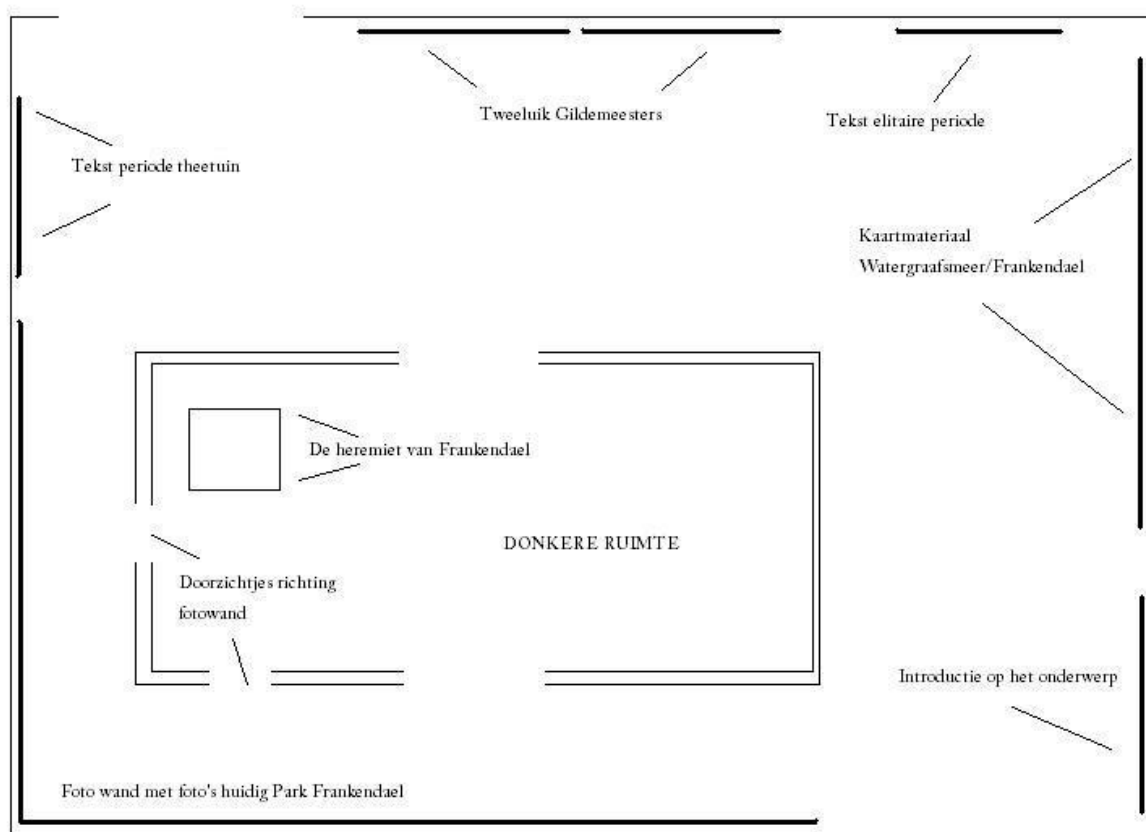 Tweeluik Gildemeesters
Tekst elitaire periode
Tekst periode theetuin
Kaartmateriaal
Watergraafsmeer/Frankendael
De heremiet van Frankendael
DONKERE RUIMTE
Doorzichtjes richting
fotowand
Introductie op het onderwerp
Foto wand met foto's huidig Park Frankendael